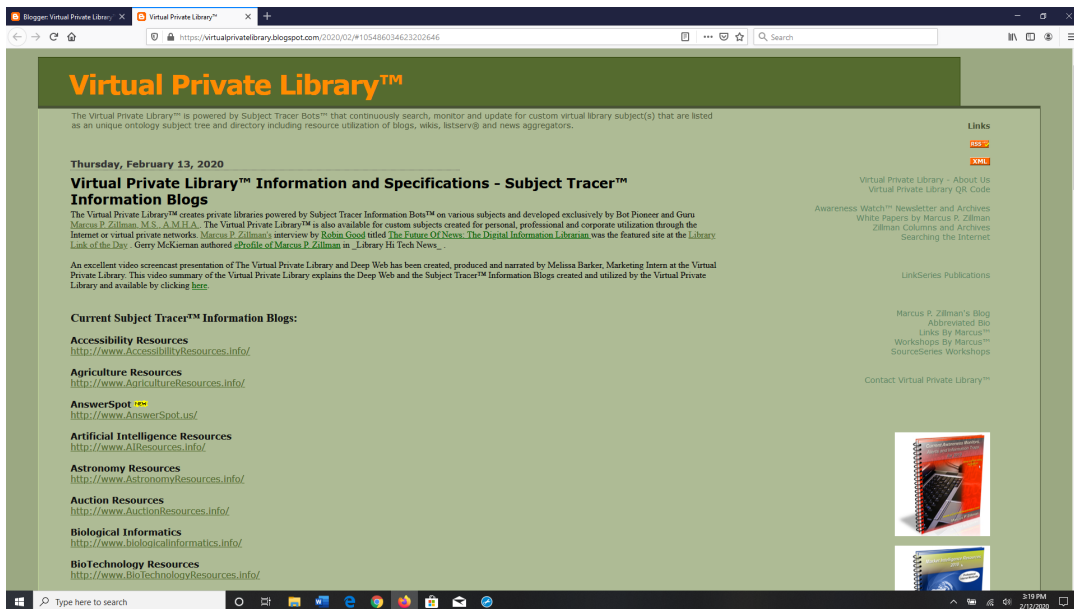 Blogger: Virtual Private Library
Virtual Private Library™
https://virtualprivatelibrary.blogspot.com/2020/02/#105486034623202646
Search
Virtual Private Library™
The Virtual Private Library™ is powered by Subject Tracer Bots™ that continuously search, monitor and update for custom virtual library subject(s) that are listed
as an unique ontology subject tree and directory including resource utilization of blogs, wikis, listserv® and news aggregators.
Thursday, February 13, 2020
Virtual Private Library™ Information and Specifications - Subject Tracer™
Information Blogs
The Virtual Private Library™ creates private libraries powered by Subject Tracer Information Bots™ on various subjects and developed exclusively by Bot Pioneer and Guru
Marcus P. Zillman, M.S., A.M.H.A. . The Virtual Private Library™ is also available for custom subjects created for personal, professional and corporate utilization through the
Internet or virtual private networks. Marcus P. Zillman's interview by Robin Good titled The Future Of News: The Digital Information Librarian was the featured site at the Library
Link of the Day . Gerry McKiernan authored eProfile of Marcus P. Zillman in _Library Hi Tech News_ .
An excellent video screencast presentation of The Virtual Private Library and Deep Web has been created, produced and narrated by Melissa Barker, Marketing Intern at the Virtual
Private Library. This video summary of the Virtual Private Library explains the Deep Web and the Subject Tracer™ Information Blogs created and utilized by the Virtual Private
Library and available by clicking here.
Current Subject Tracer™ Information Blogs:
Accessibility Resources
http://www.AccessibilityResources.info/
Agriculture Resources
http://www.AgricultureResources.info/
AnswerSpot NEW
http://www.AnswerSpot.us/
Artificial Intelligence Resources
http://www.AIResources.info/
Astronomy Resources
http://www.AstronomyResources.info/
Auction Resources
http://www.AuctionResources.info/
Biological Informatics
http://www.biologicalinformatics.info/
BioTechnology Resources
http://www.BioTechnologyResources.info/
Links
RSS
XML
Virtual Private Library - About Us
Virtual Private Library QR Code
Awareness Watch™ Newsletter and Archives
White Papers by Marcus P. Zillman
Zillman Columns and Archives
Searching the Internet
LinkSeries Publications
Marcus P. Zillman's Blog
Abbreviated Bio
Links By Marcus™
Workshops By Marcus™
SourceSeries Workshops
Contact Virtual Private Library™
Type here to search
3:19 PM
2/12/2020